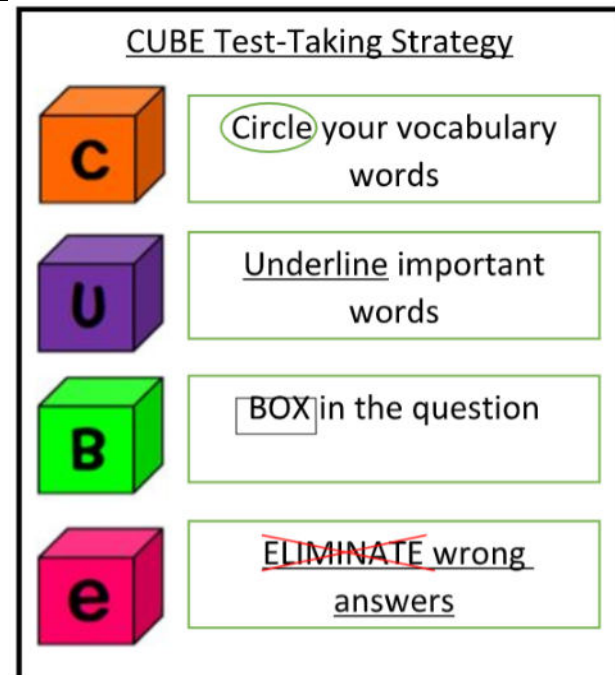 CUBE Test-Taking Strategy
C
Circle your vocabulary
words
U
Underline important
words
B
BOX in the question
e
ELIMINATE wrong
answers